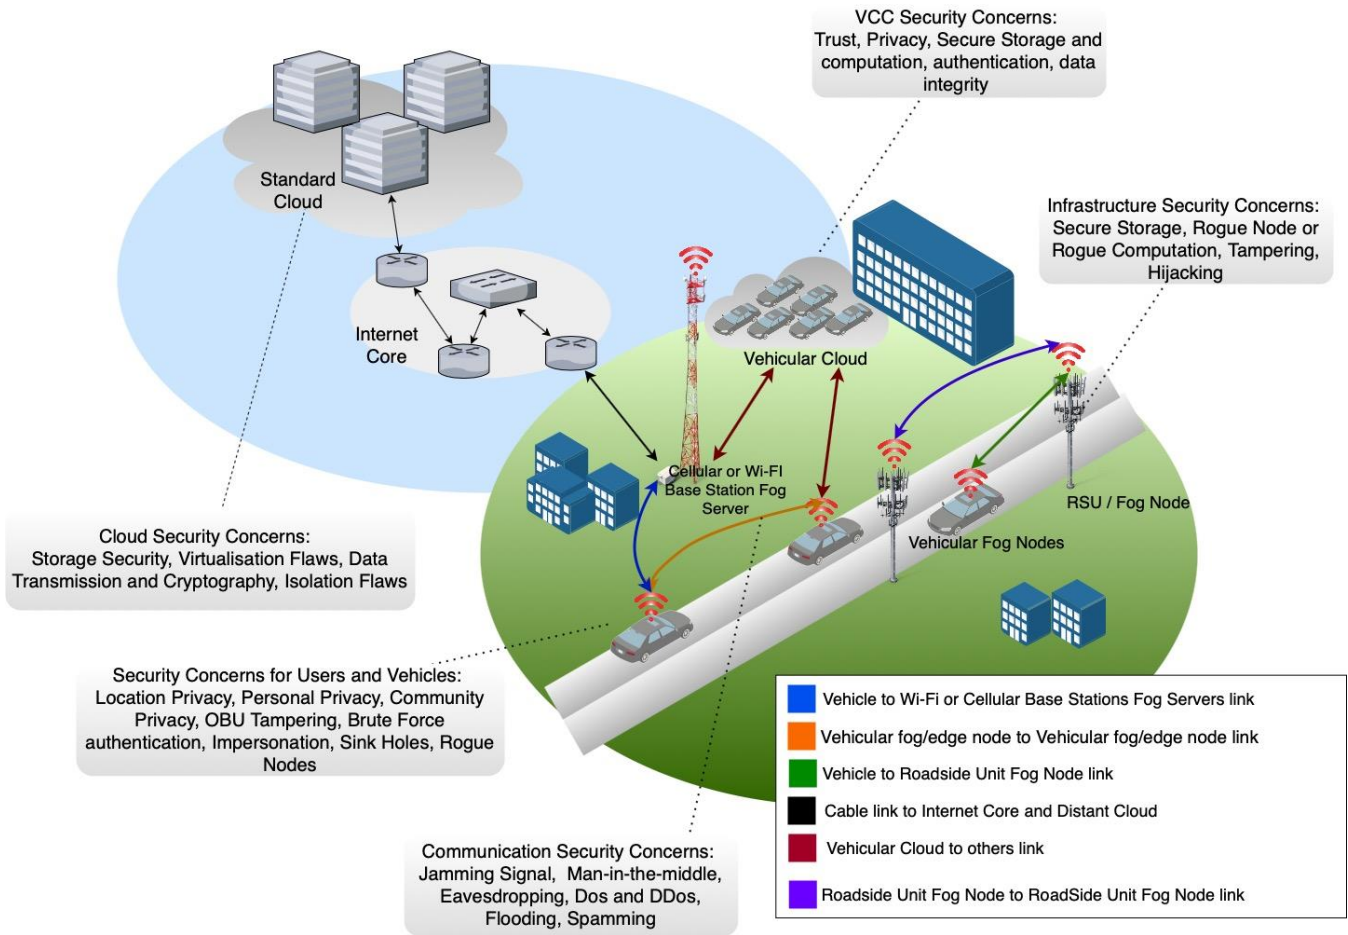 VCC Security Concerns:
Trust, Privacy, Secure Storage and
computation, authentication, data
integrity
Standard
Cloud
Infrastructure Security Concerns:
Secure Storage, Rogue Node or
Rogue Computation, Tampering,
Hijacking
Internet
Core
Vehicular Cloud
Cellular or Wi-FI
Base Station Fog
Server
RSU / Fog Node
Vehicular Fog Nodes
Cloud Security Concerns:
Storage Security, Virtualisation Flaws, Data
Transmission and Cryptography, Isolation Flaws
Security Concerns for Users and Vehicles:
Location Privacy, Personal Privacy, Community
Privacy, OBU Tampering, Brute Force
authentication, Impersonation, Sink Holes, Rogue
Nodes
Communication Security Concerns:
Jamming Signal, Man-in-the-middle,
Eavesdropping, Dos and DDos,
Flooding, Spamming
Vehicle to Wi-Fi or Cellular Base Stations Fog Servers link
Vehicular fog/edge node to Vehicular fog/edge node link
Vehicle to Roadside Unit Fog Node link
Cable link to Internet Core and Distant Cloud
Vehicular Cloud to others link
Roadside Unit Fog Node to RoadSide Unit Fog Node link